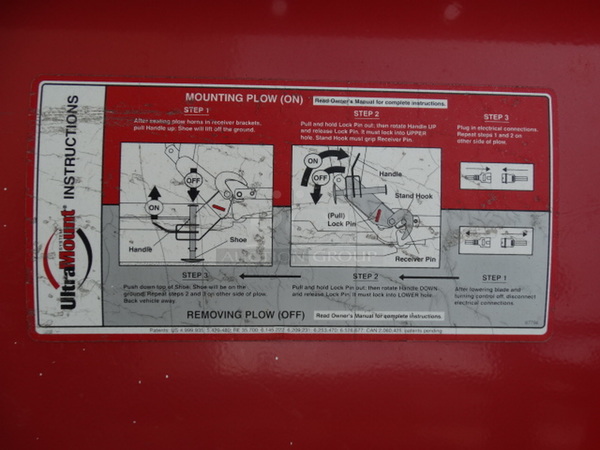 MOUNTING PLOW (ON)
Read Owner's Manual for complete instructions.
STEP 1
After seating plow horns in receiver brackets,
pull Handle up: Shoe will lift off the ground.
STEP 2
Pull and hold Lock Pin out; then rotate Handle UP
and release Lock Pin. It must lock into UPPER
hole. Stand Hook must grip Receiver Pin.
STEP 3
Plug in electrical connections.
Repeat steps 1 and 2 on
other side of plow.
UltraMount
INSTRUCTIONS
ON
OFF
Handle
Shoe
ON
OFF
Handle
Stand Hook
(Pull)
Lock Pin
Receiver Pin
STEP 3
Push down top of Shoe. Shoe will be on the
ground. Repeat steps 2 and 3 on other side of plow.
Back vehicle away.
STEP 2
Pull and hold Lock Pin out; then rotate Handle DOWN
and release Lock Pin. It must lock into LOWER hole.
STEP 1
After lowering blade and
turning control off, disconnect
electrical connections.
REMOVING PLOW (OFF)
Read Owner's Manual for complete instructions.
patents pending.